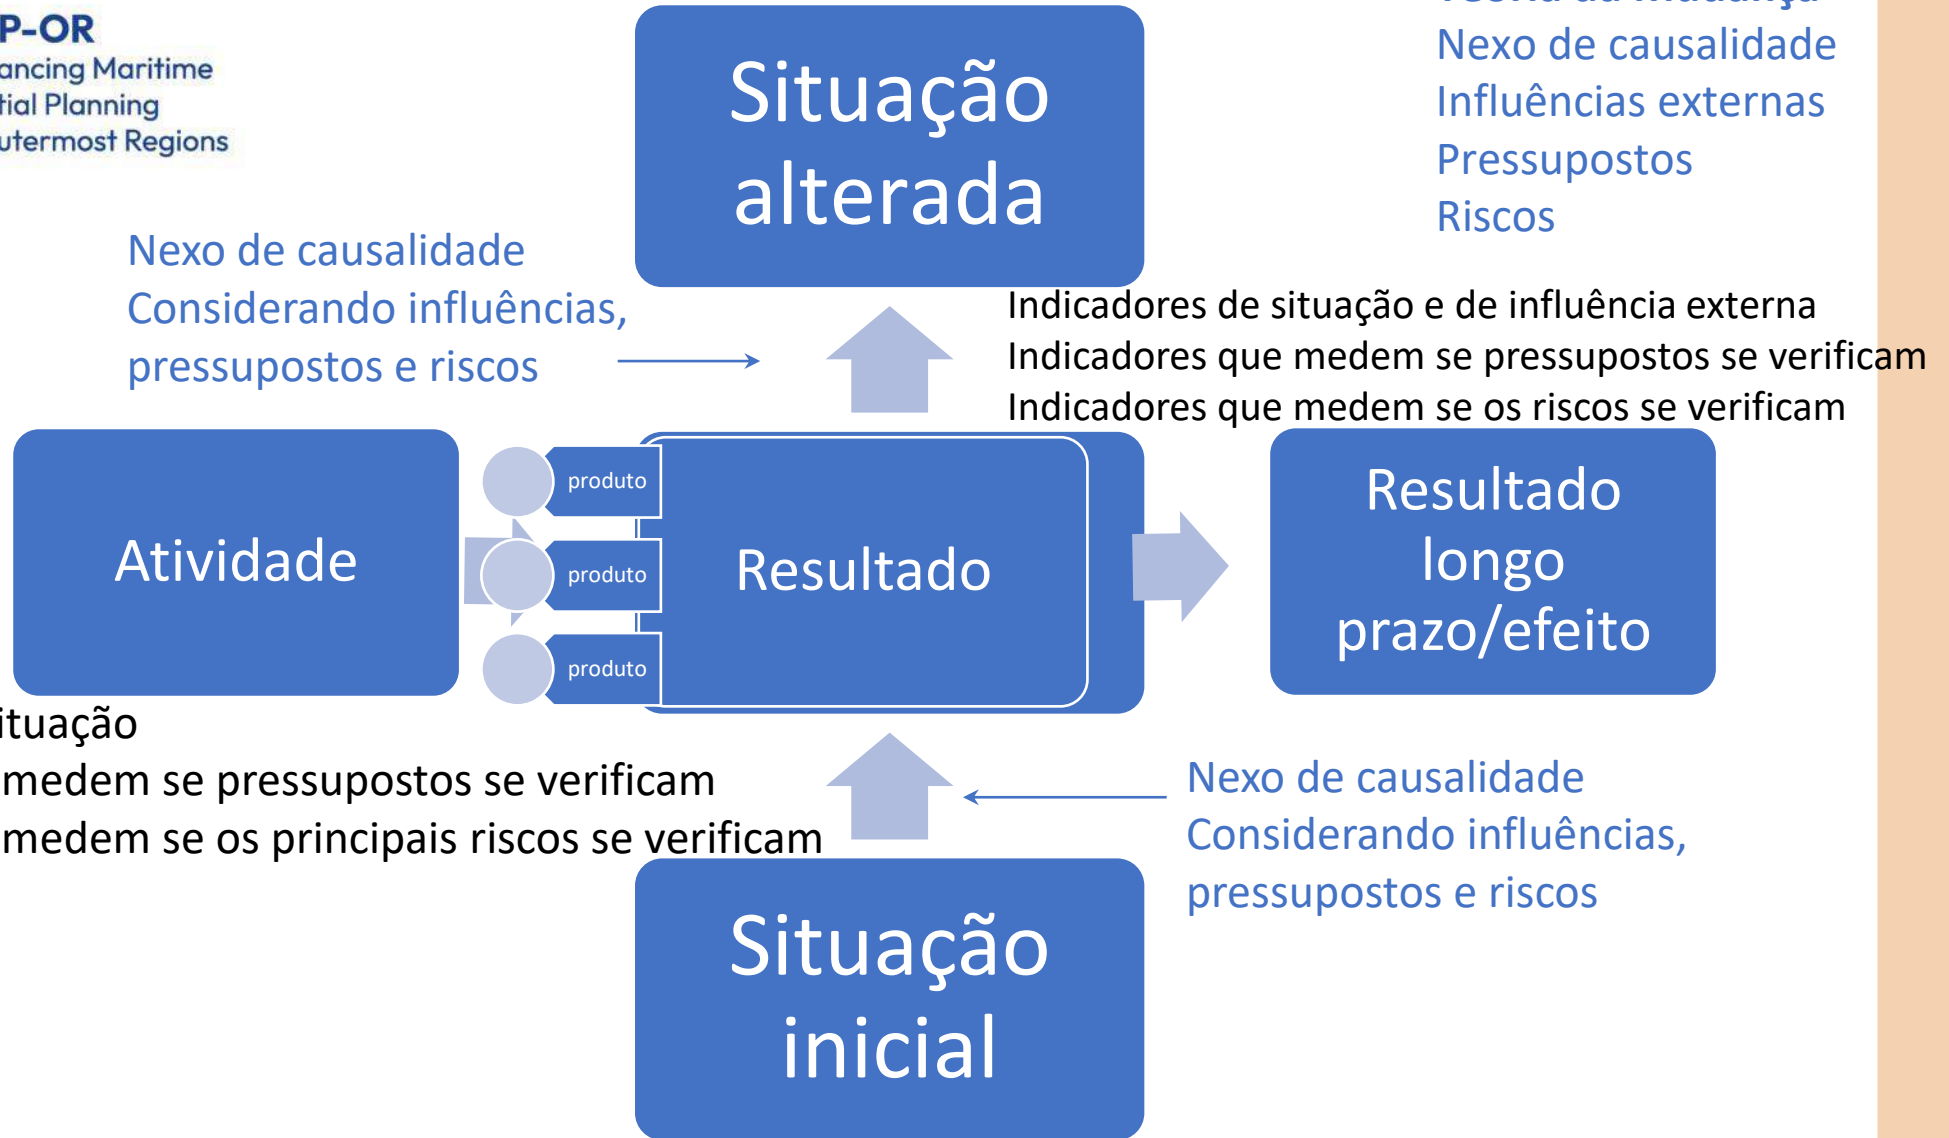 P-OR
ancing Maritime
tial Planning
utermost Regions
Situação
alterada
Nexo de causalidade
Influências externas
Pressupostos
Riscos
Nexo de causalidade
Considerando influências,
pressupostos e riscos
Indicadores de situação e de influência externa
Indicadores que medem se pressupostos se verificam
Indicadores que medem se os riscos se verificam
Atividade
produto
produto
produto
Resultado
Resultado
longo
prazo/efeito
ituação
medem se pressupostos se verificam
medem se os principais riscos se verificam
Nexo de causalidade
Considerando influências,
pressupostos e riscos
Situação
inicial